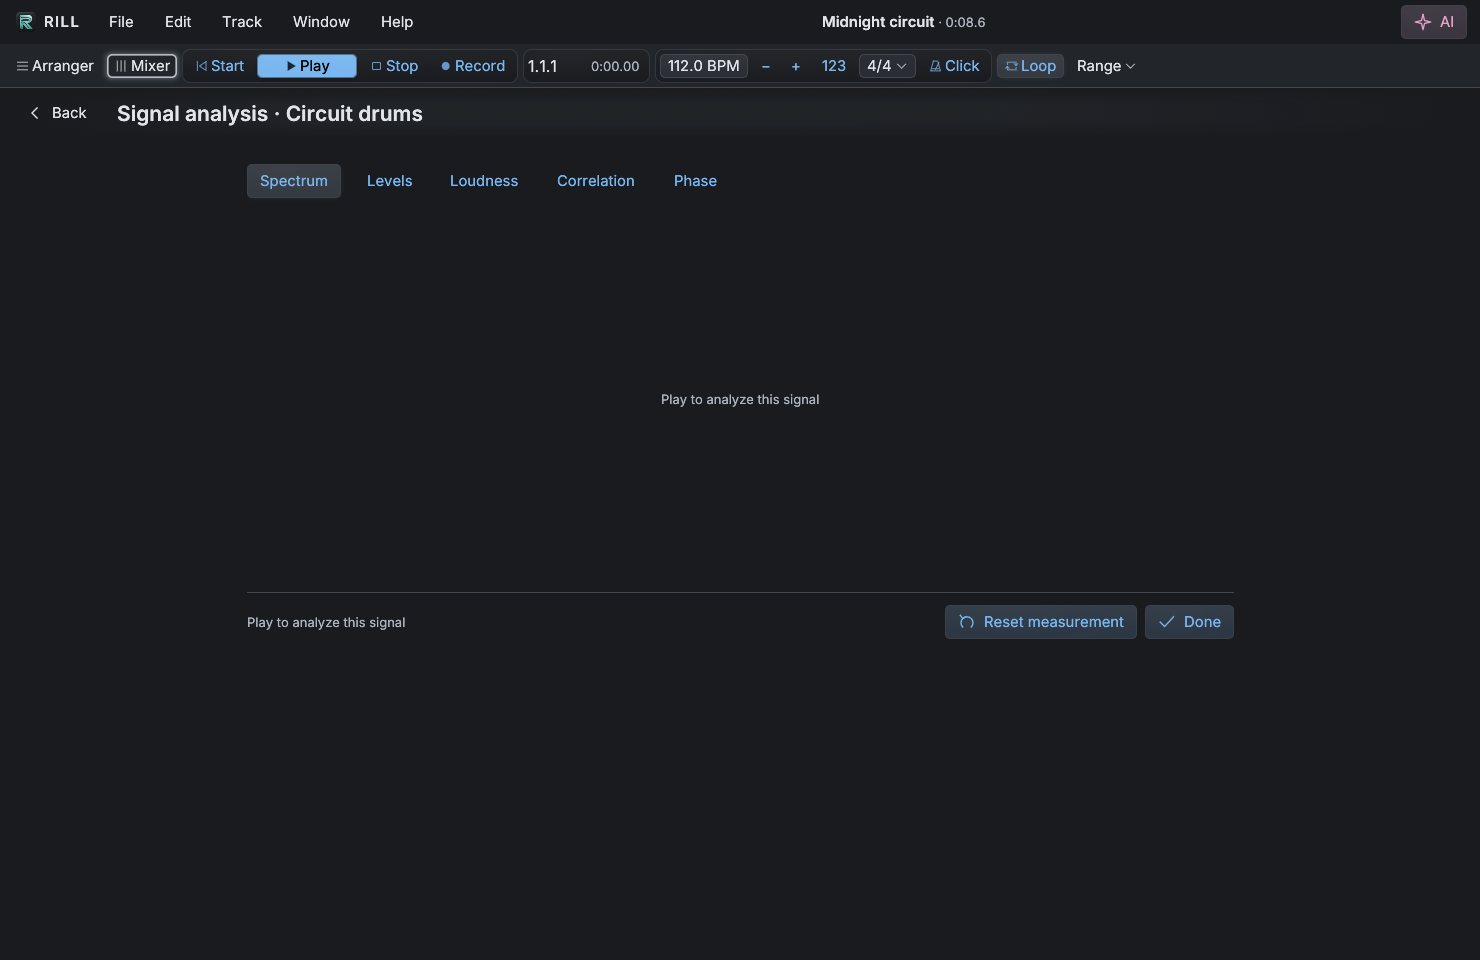 RILL File Edit Track Window Help Midnight circuit · 0:08.6 AI
Arranger Mixer Start Play Stop Record 1.1.1 0:00.00 112.0 BPM − + 123 4/4 Click Loop Range
Back Signal analysis · Circuit drums
Spectrum Levels Loudness Correlation Phase
Play to analyze this signal
Play to analyze this signal Reset measurement Done